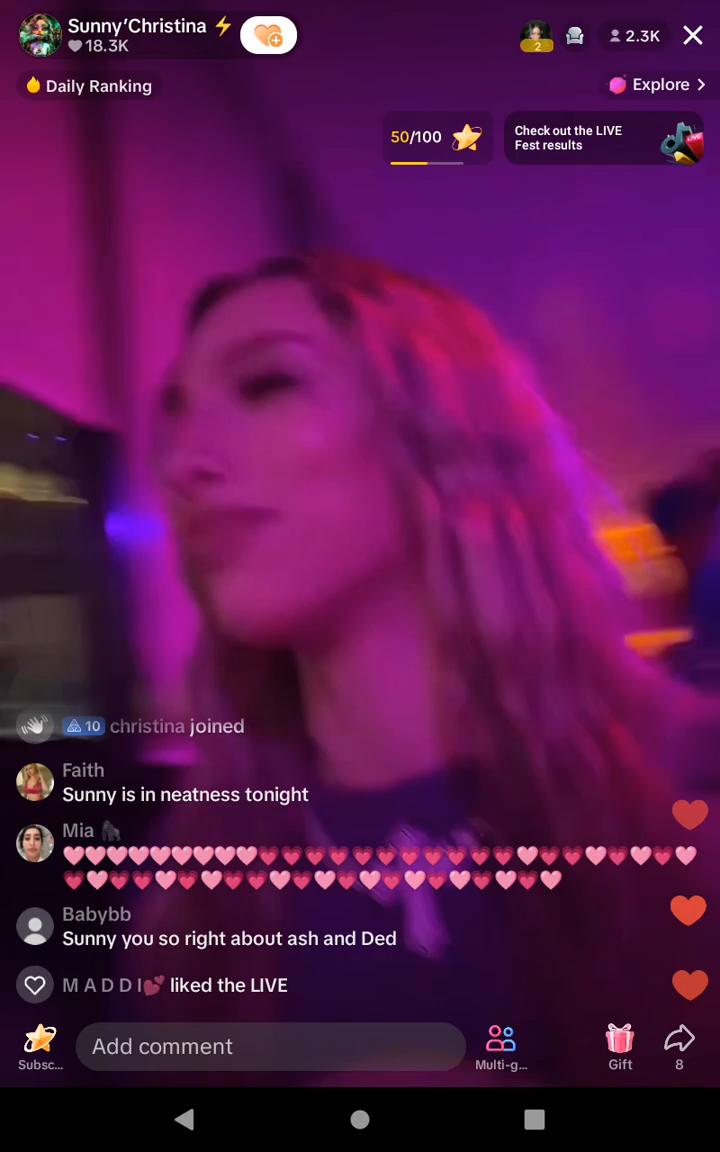 Sunny'Christina ⚡
18.3K
2
2.3K
Daily Ranking
Explore >
50/100
Check out the LIVE
Fest results
LIVE
10 christina joined
Faith
Sunny is in neatness tonight
Mia 🦍
🩷🩷🩷🩷🩷🩷🩷🩷🩷💗💗💗💗💗💗💗💗💗💗💗🩷💗💗🩷💗🩷💗🩷
💗🩷💗💗🩷💗🩷💗💗🩷💗🩷💗🩷💗🩷💗🩷💗🩷💗🩷
Babybb
Sunny you so right about ash and Ded
M A D D I💕 liked the LIVE
Add comment
Subsc...
Multi-g...
Gift
8